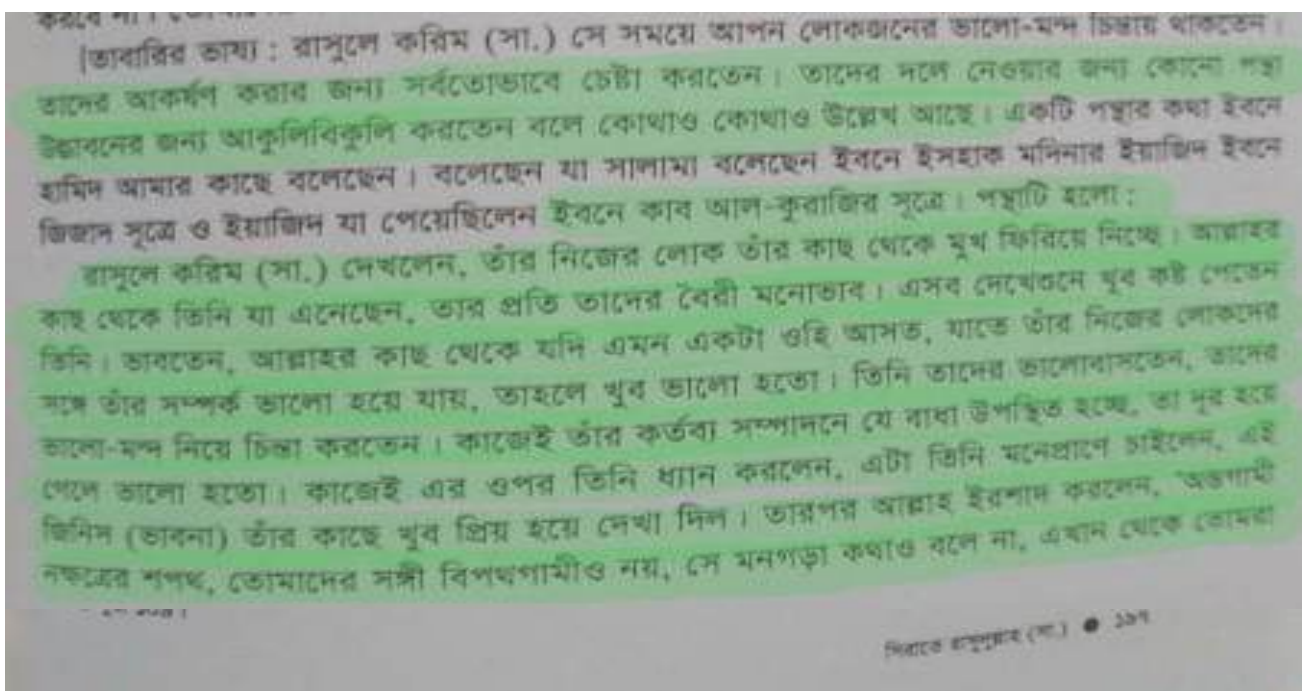 করবে না।
[তাবারির ভাষ্য : রাসুলে করিম (সা.) সে সময়ে আপন লোকজনের ভালো-মন্দ চিন্তায় থাকতেন।
তাদের আকর্ষণ করার জন্য সর্বতোভাবে চেষ্টা করতেন। তাদের দলে নেওয়ার জন্য কোনো পন্থা
উদ্ভাবনের জন্য আকুলিবিকুলি করতেন বলে কোথাও কোথাও উল্লেখ আছে। একটি পন্থার কথা ইবনে
হামিদ আমার কাছে বলেছেন। বলেছেন যা সালামা বলেছেন ইবনে ইসহাক মদিনার ইয়াজিদ ইবনে
জিয়াদ সূত্রে ও ইয়াজিদ যা পেয়েছিলেন ইবনে কাব আল-কুরাজির সূত্রে। পন্থাটি হলো :
রাসুলে করিম (সা.) দেখলেন, তাঁর নিজের লোক তাঁর কাছ থেকে মুখ ফিরিয়ে নিচ্ছে। আল্লাহর
কাছ থেকে তিনি যা এনেছেন, তার প্রতি তাদের বৈরী মনোভাব। এসব দেখেশুনে খুব কষ্ট পেতেন
তিনি। ভাবতেন, আল্লাহর কাছ থেকে যদি এমন একটা ওহি আসত, যাতে তাঁর নিজের লোকদের
সঙ্গে তাঁর সম্পর্ক ভালো হয়ে যায়, তাহলে খুব ভালো হতো। তিনি তাদের ভালোবাসতেন, তাদের
ভালো-মন্দ নিয়ে চিন্তা করতেন। কাজেই তাঁর কর্তব্য সম্পাদনে যে বাধা উপস্থিত হচ্ছে, তা দূর হয়ে
গেলে ভালো হতো। কাজেই এর ওপর তিনি ধ্যান করলেন, এটা তিনি মনেপ্রাণে চাইলেন, এই
জিনিস (ভাবনা) তাঁর কাছে খুব প্রিয় হয়ে দেখা দিল। তারপর আল্লাহ ইরশাদ করলেন, 'অস্তগামী
নক্ষত্রের শপথ, তোমাদের সঙ্গী বিপথগামীও নয়, সে মনগড়া কথাও বলে না, এখান থেকে তোমরা
সিরাতে রাসুলুল্লাহ (সা.) ● ১৯৭